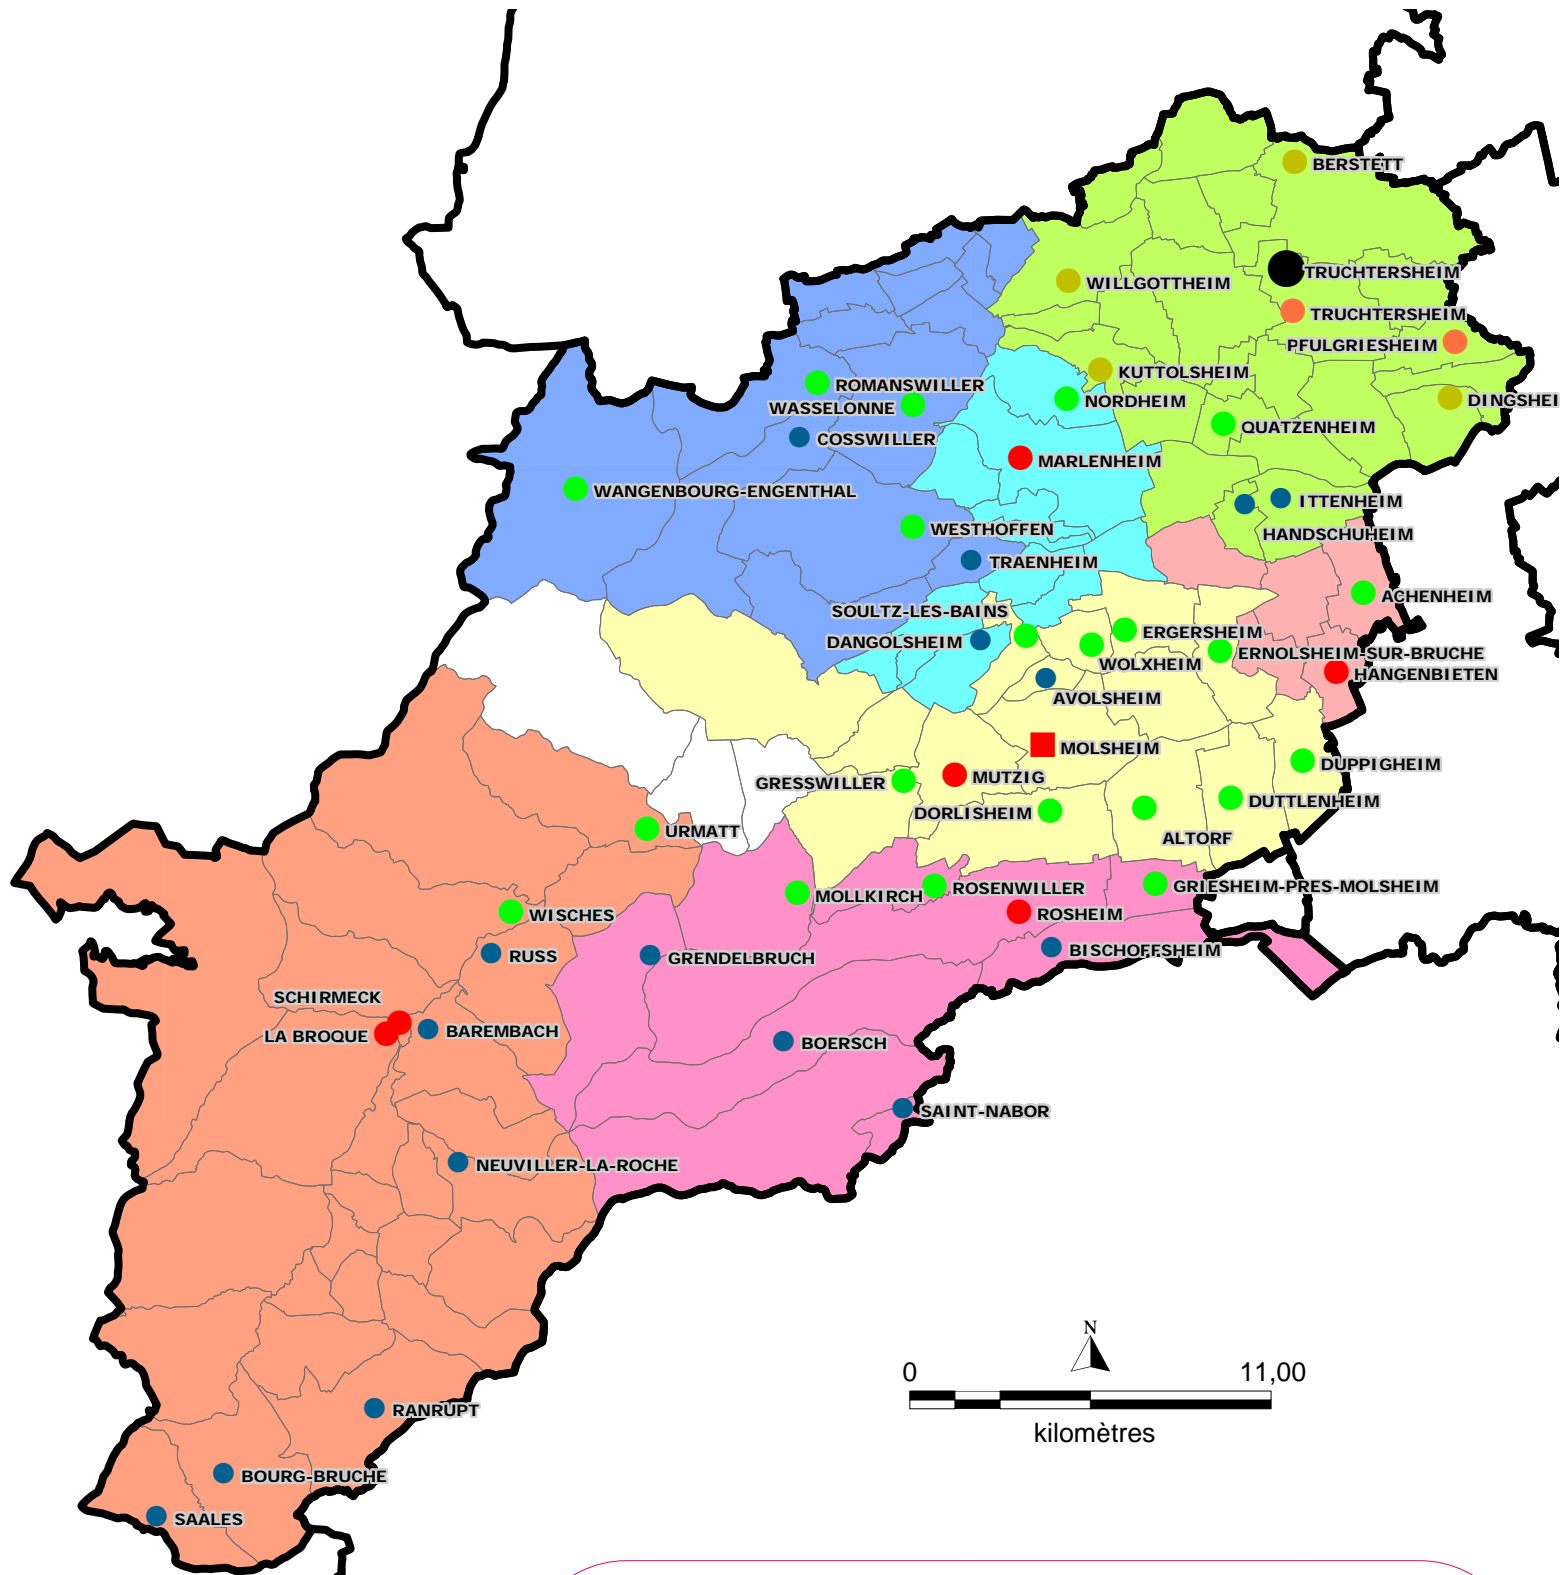 BERSTETT
TRUCHTERSHEIM
WILLGOTTHEIM
TRUCHTERSHEIM
PFULGRIESHEIM
KUTTOLSHEIM
ROMANSWILLER
NORDHEIM
DINGSHEI
WASSELONNE
QUATZENHEIM
COSSWILLER
MARLENHEIM
WANGENBOURG-ENGENTHAL
ITTENHEIM
WESTHOFFEN
HANDSCHUHEIM
TRAENHEIM
ACHENHEIM
SOULTZ-LES-BAINS
ERGERSHEIM
DANGOLSHEIM
ERNOLSHEIM-SUR-BRUCHE
WOLXHEIM
HANGENBIETEN
AVOLSHEIM
MOLSHEIM
DUPPIGHEIM
MUTZIG
GRESSWILLER
DUTTLENHEIM
DORLISHEIM
URMATT
ALTORF
ROSENWILLER
GRIESHEIM-PRES-MOLSHEIM
MOLLKIRCH
WISCHES
ROSHEIM
BISCHOFFSHEIM
RUSS
GRENDELBRUCH
SCHIRMECK
BAREMBACH
LA BROQUE
BOERSCH
SAINT-NABOR
NEUVILLER-LA-ROCHE
N
0 11,00
kilomètres
RANRUPT
BOURG-BRUCHE
SAALES